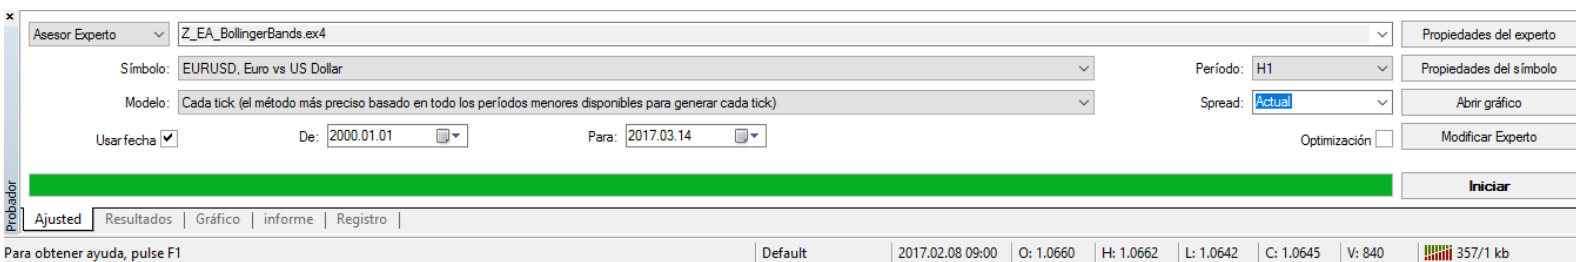 ×
Asesor Experto Z_EA_BollingerBands.ex4 Propiedades del experto
Símbolo: EURUSD, Euro vs US Dollar Período: H1 Propiedades del símbolo
Modelo: Cada tick (el método más preciso basado en todo los períodos menores disponibles para generar cada tick) Spread: Actual Abrir gráfico
Usar fecha De: 2000.01.01 Para: 2017.03.14 Optimización Modificar Experto
Iniciar
Probador
Ajusted | Resultados | Gráfico | informe | Registro |
Para obtener ayuda, pulse F1 Default 2017.02.08 09:00 O: 1.0660 H: 1.0662 L: 1.0642 C: 1.0645 V: 840 357/1 kb